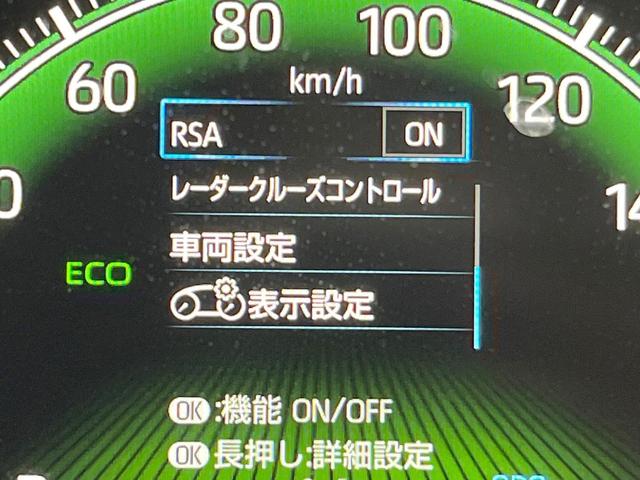 80
100
60
km/h
120
RSA ON
レーダークルーズコントロール
車両設定
ECO
表示設定
OK:機能 ON/OFF
OK長押し:詳細設定